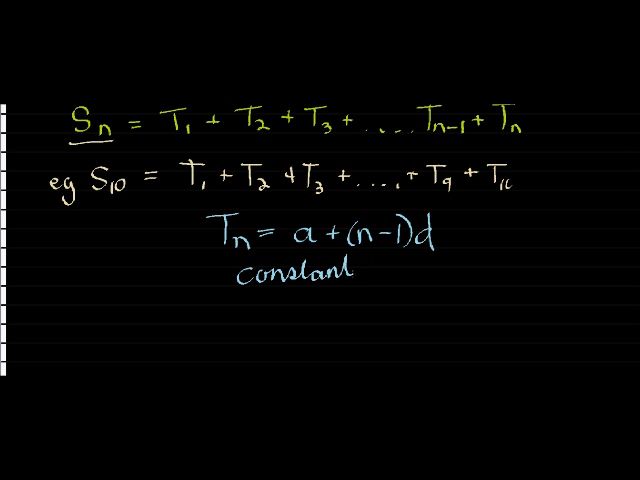 Sn = T1 + T2 + T3 + ..... Tn-1 + Tn
eg S10 = T1 + T2 + T3 + ..... + T9 + T10
Tn = a + (n-1)d
constant